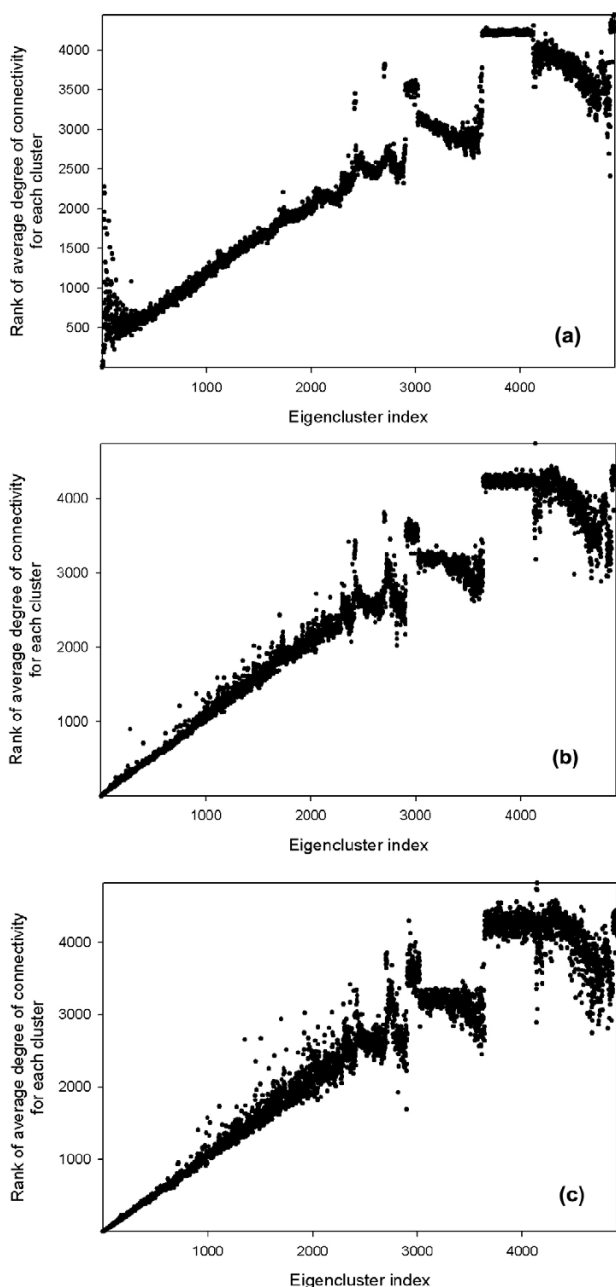 Rank of average degree of connectivity
for each cluster
4000
3500
3000
2500
2000
1500
1000
500
(a)
1000 2000 3000 4000
Eigencluster index
Rank of average degree of connectivity
for each cluster
4000
3000
2000
1000
(b)
1000 2000 3000 4000
Eigencluster index
Rank of average degree of connectivity
for each cluster
4000
3000
2000
1000
(c)
1000 2000 3000 4000
Eigencluster index